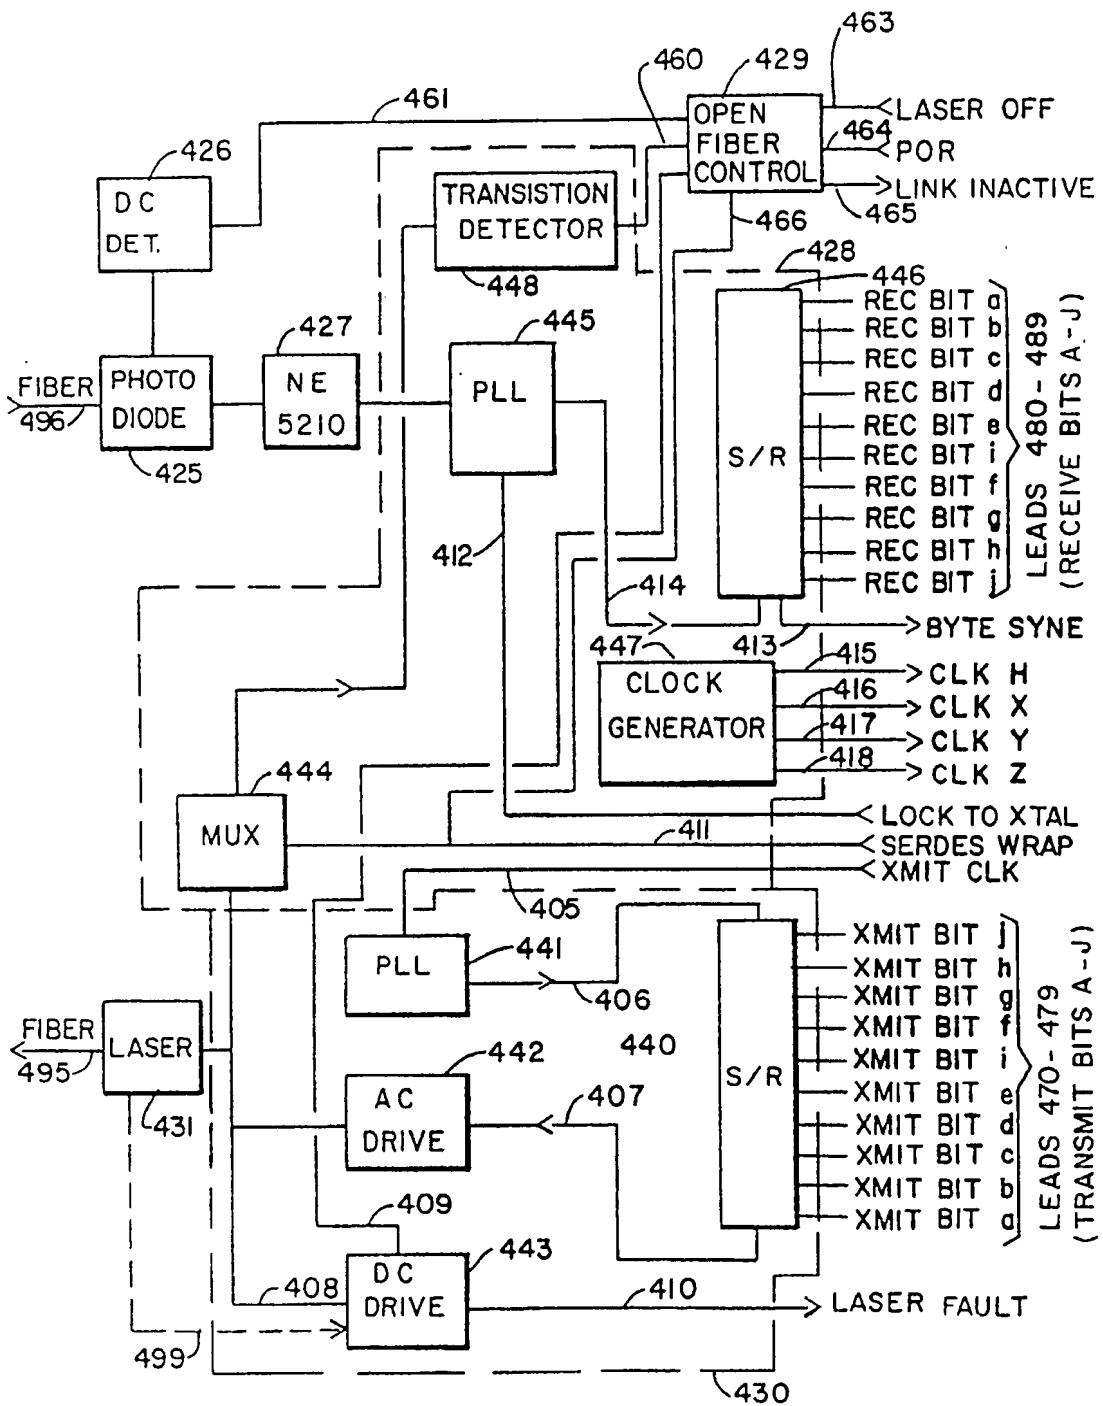 463
460
429
461
OPEN
FIBER
CONTROL
LASER OFF
464
POR
LINK INACTIVE
465
466
426
DC
DET.
TRANSISTION
DETECTOR
448
428
446
427
445
FIBER
496
PHOTO
DIODE
425
NE
5210
PLL
S/R
REC BIT a
REC BIT b
REC BIT c
REC BIT d
REC BIT e
REC BIT i
REC BIT f
REC BIT g
REC BIT h
REC BIT j
LEADS 480-489
(RECEIVE BITS A-J)
412
414
413
BYTE SYNE
447
CLOCK
GENERATOR
415
CLK H
416
CLK X
417
CLK Y
418
CLK Z
444
MUX
LOCK TO XTAL
411
SERDES WRAP
XMIT CLK
405
PLL
441
406
440
S/R
XMIT BIT j
XMIT BIT h
XMIT BIT g
XMIT BIT f
XMIT BIT i
XMIT BIT e
XMIT BIT d
XMIT BIT c
XMIT BIT b
XMIT BIT a
LEADS 470-479
(TRANSMIT BITS A-J)
FIBER
495
LASER
431
442
AC
DRIVE
407
409
443
DC
DRIVE
408
410
LASER FAULT
499
430